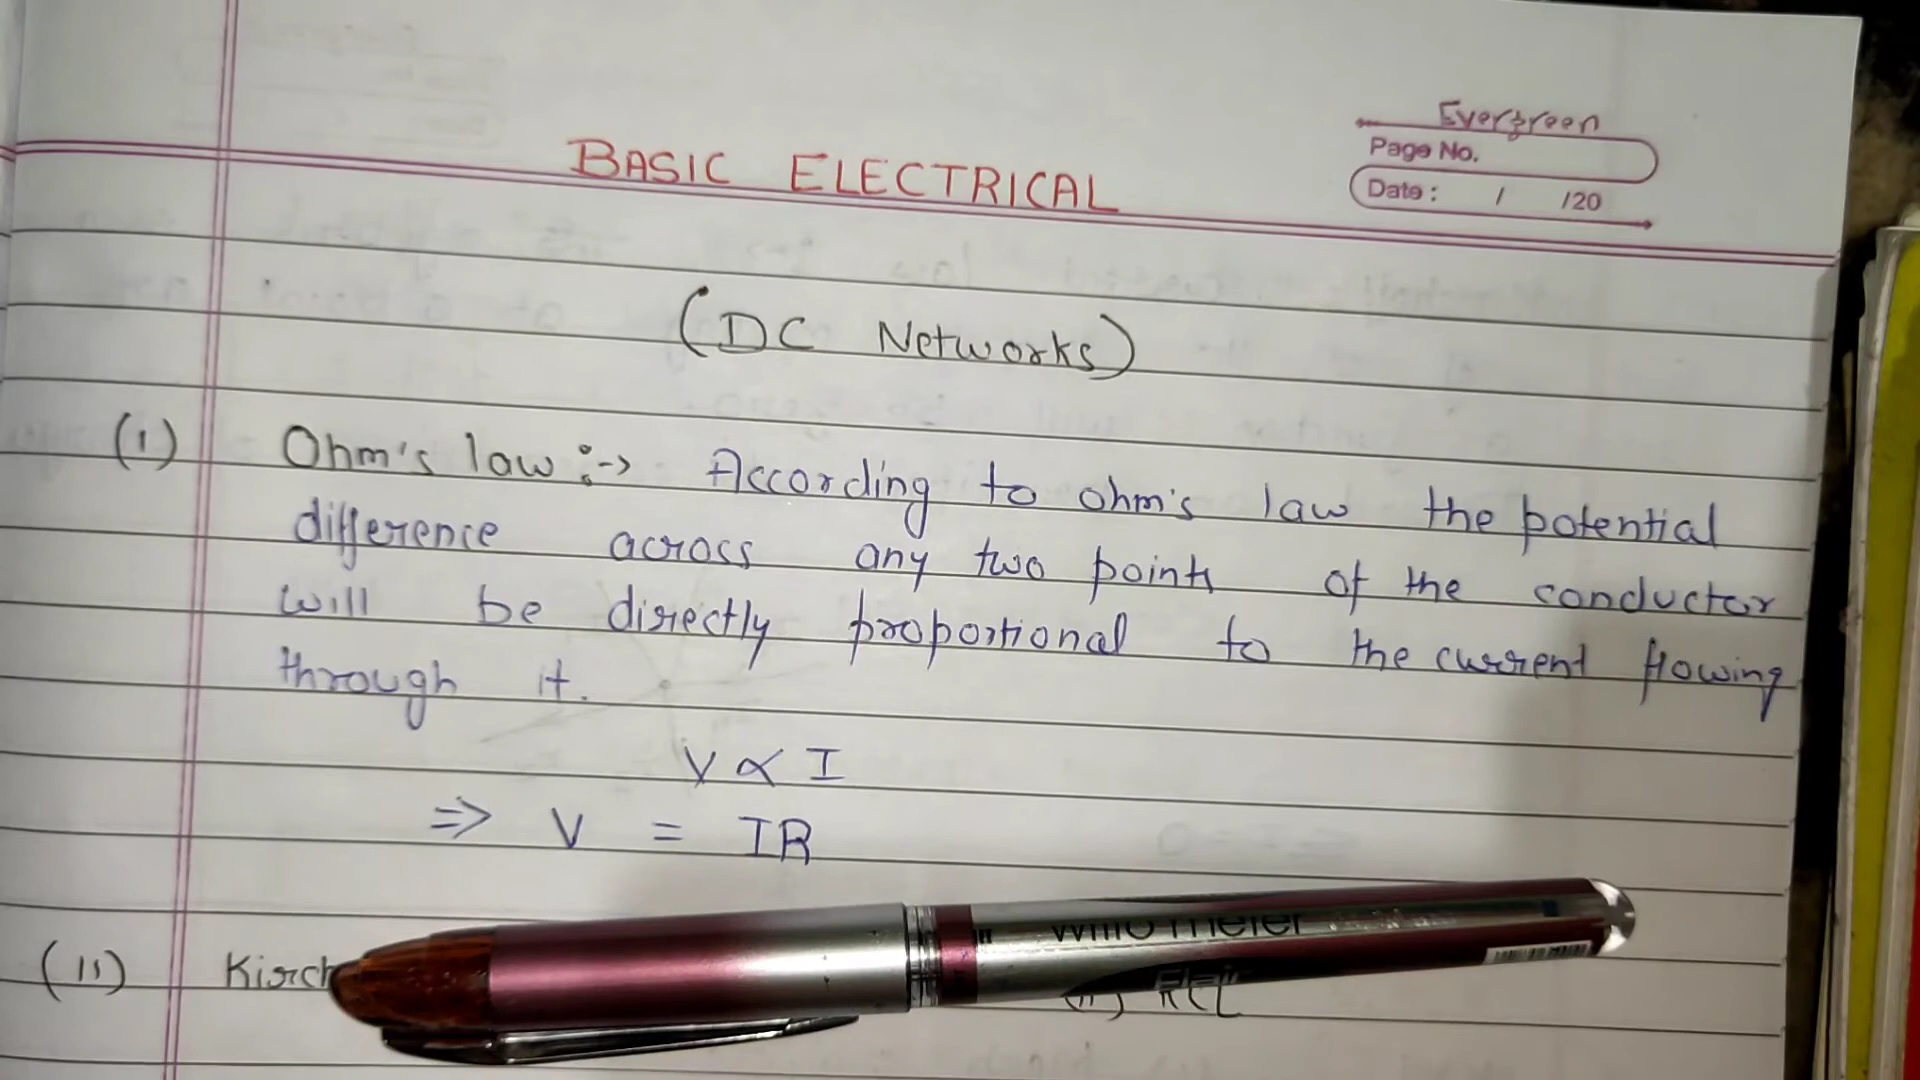 Evergreen
Page No.
Date: / /20
BASIC ELECTRICAL
(DC Networks)
(i) Ohm's law :-> According to ohm's law the potential
difference across any two points of the conductor
will be directly proportional to the current flowing
through it.
V ∝ I
=> V = IR
(ii)